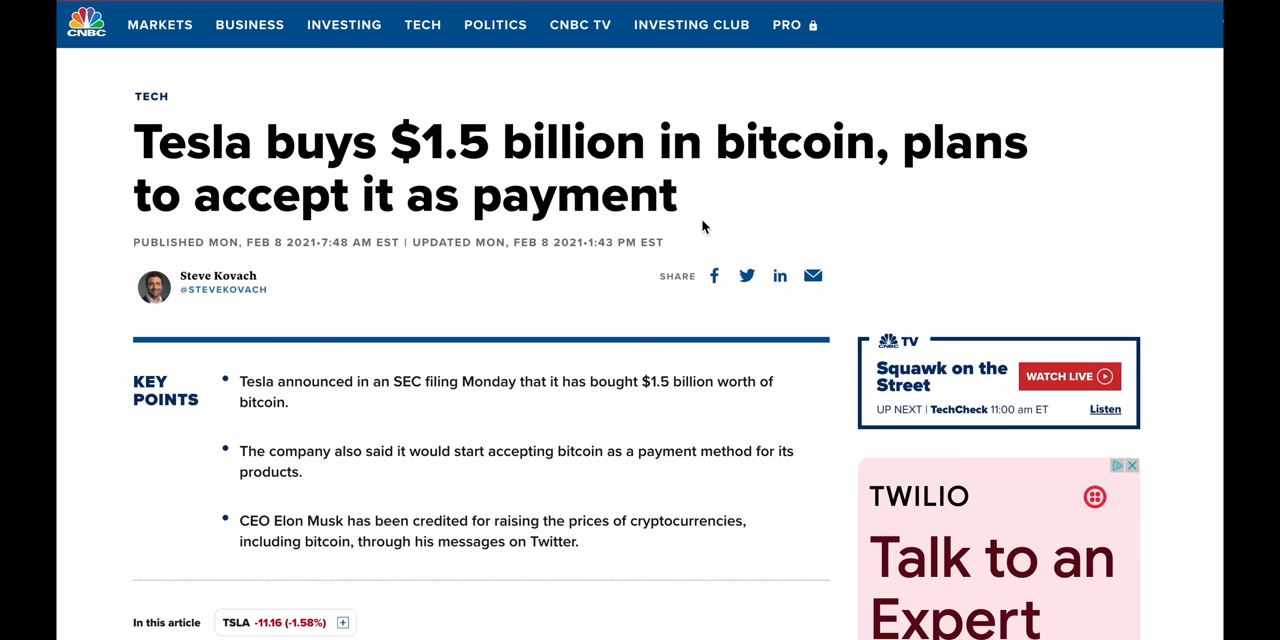 CNBC
MARKETS BUSINESS INVESTING TECH POLITICS CNBC TV INVESTING CLUB PRO
TECH
Tesla buys $1.5 billion in bitcoin, plans
to accept it as payment
PUBLISHED MON, FEB 8 2021•7:48 AM EST | UPDATED MON, FEB 8 2021•1:43 PM EST
Steve Kovach
@STEVEKOVACH
SHARE
KEY
POINTS
• Tesla announced in an SEC filing Monday that it has bought $1.5 billion worth of
bitcoin.
• The company also said it would start accepting bitcoin as a payment method for its
products.
• CEO Elon Musk has been credited for raising the prices of cryptocurrencies,
including bitcoin, through his messages on Twitter.
In this article TSLA -11.16 (-1.58%)
CNBC TV
Squawk on the
Street
WATCH LIVE
UP NEXT | TechCheck 11:00 am ET Listen
TWILIO
Talk to an
Expert